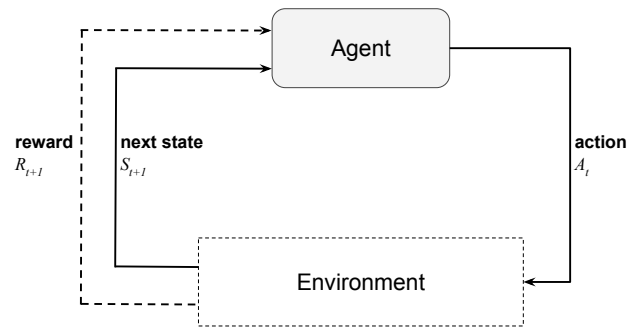 Agent
reward
R_{t+1}
next state
S_{t+1}
action
A_t
Environment